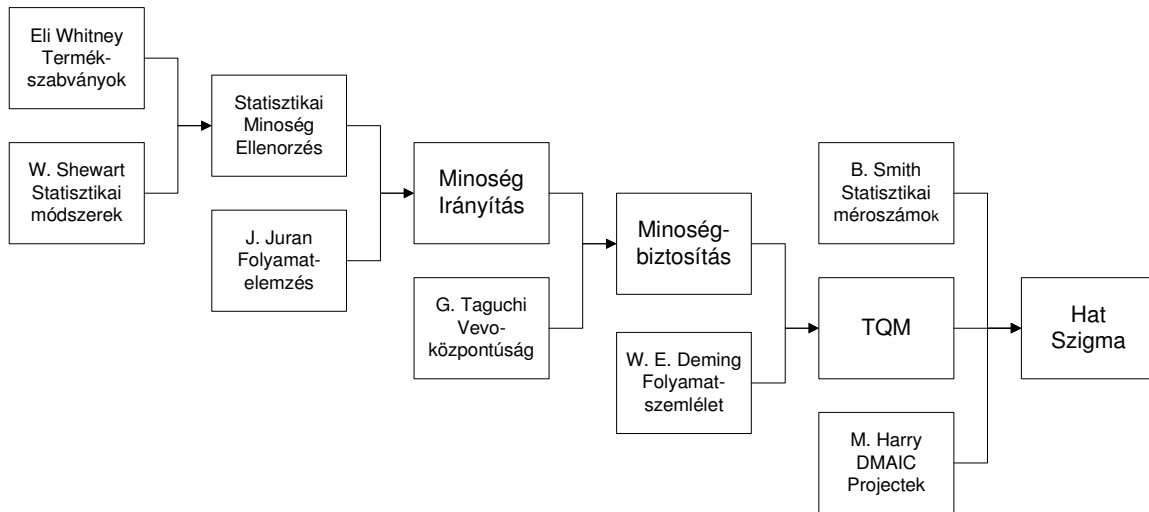 Eli Whitney
Termék-
szabványok
W. Shewart
Statisztikai
módszerek
Statisztikai
Minoség
Ellenorzés
J. Juran
Folyamat-
elemzés
Minoség
Irányítás
G. Taguchi
Vevo-
központúság
Minoség-
biztosítás
W. E. Deming
Folyamat-
szemlélet
B. Smith
Statisztikai
méroszámok
TQM
M. Harry
DMAIC
Projectek
Hat
Szigma